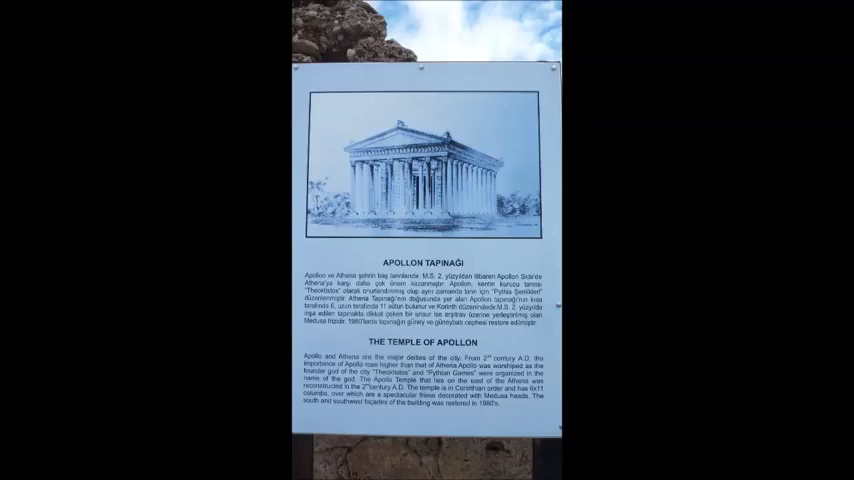 APOLLON TAPINAĞI
Apollon ve Athena şehrin baş tanrılarıdır. M.S. 2. yüzyıldan itibaren Apollon Side'de
Athena'ya karşı daha çok önem kazanmıştır. Apollon, kentin kurucu tanrısı
"Theoktistos" olarak onurlandırılmış olup aynı zamanda tanrı için "Pythia Şenlikleri"
düzenlenmiştir. Athena Tapınağı'nın doğusunda yer alan Apollon tapınağı'nın kısa
tarafında 6, uzun tarafında 11 sütun bulunur ve Korinth düzenindedir.M.S. 2. yüzyılda
inşa edilen tapınakta dikkat çeken bir unsur ise arşitrav üzerine yerleştirilmiş olan
Medusa frizidir. 1980'lerde tapınağın güney ve güneybatı cephesi restore edilmiştir.
THE TEMPLE OF APOLLON
Apollo and Athena are the major deities of the city. From 2nd century A.D. the
importance of Apollo rose higher than that of Athena.Apollo was worshiped as the
founder god of the city "Theoktistos" and "Pythian Games" were organized in the
name of the god. The Apollo Temple that lies on the east of the Athena was
reconstructed in the 2nd century A.D. The temple is in Corinthian order and has 6x11
columbs, over which are a spectacular friese decorated with Medusa heads. The
south and southwest façades of the building was restored in 1980's.